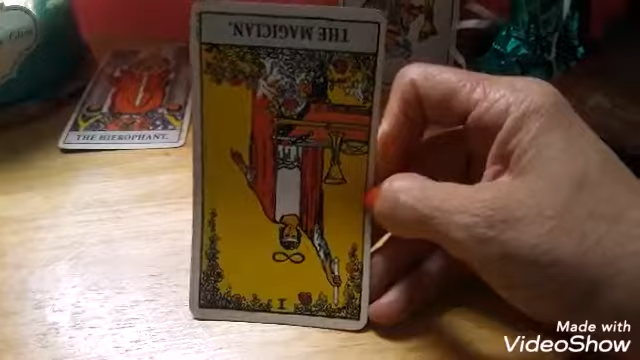 THE MAGICIAN.
THE HIEROPHANT.
I
Made with
VideoShow